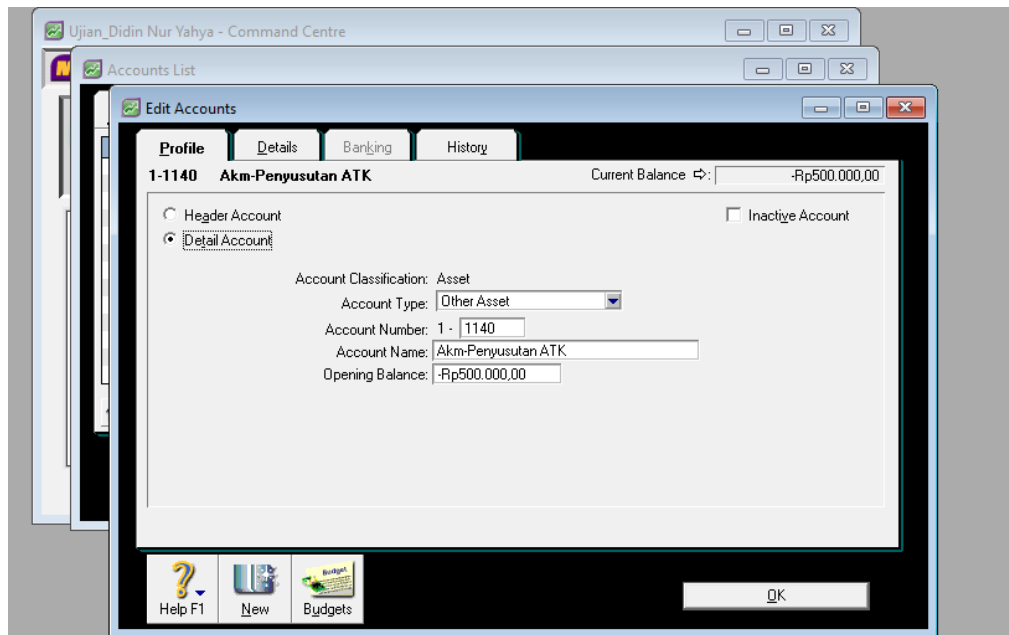 Ujian_Didin Nur Yahya - Command Centre
Accounts List
Edit Accounts
Profile Details Banking History
1-1140 Akm-Penyusutan ATK Current Balance ⇨: -Rp500.000,00
Header Account Inactive Account
Detail Account
Account Classification: Asset
Account Type: Other Asset
Account Number: 1 - 1140
Account Name: Akm-Penyusutan ATK
Opening Balance: -Rp500.000,00
Budget
Help F1 New Budgets OK